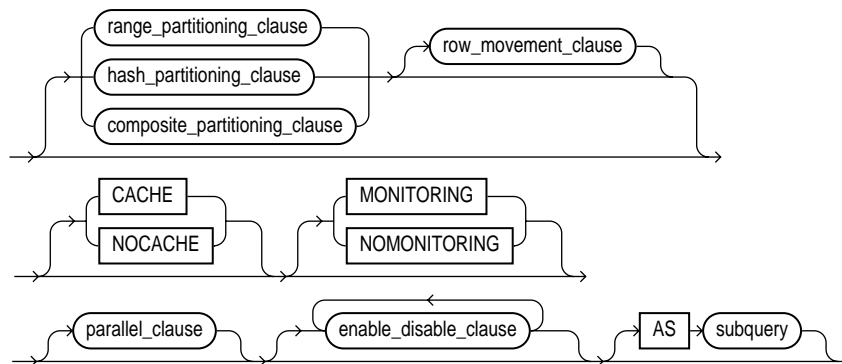 range_partitioning_clause
row_movement_clause
hash_partitioning_clause
composite_partitioning_clause
CACHE
MONITORING
NOCACHE
NOMONITORING
parallel_clause
enable_disable_clause
AS
subquery